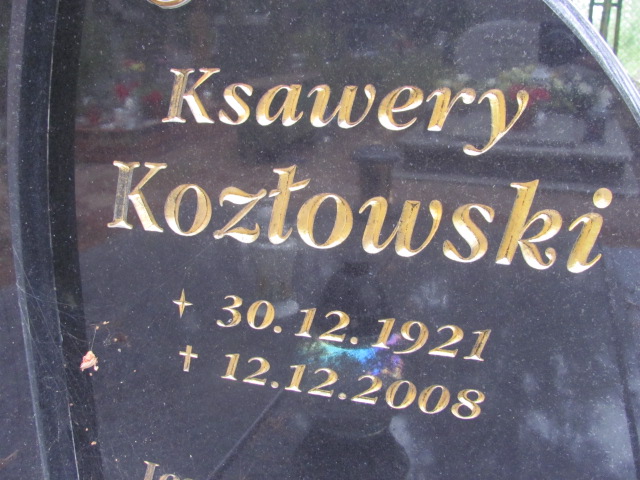 Ksawery
Kozłowski
✦ 30.12.1921
✝ 12.12.2008